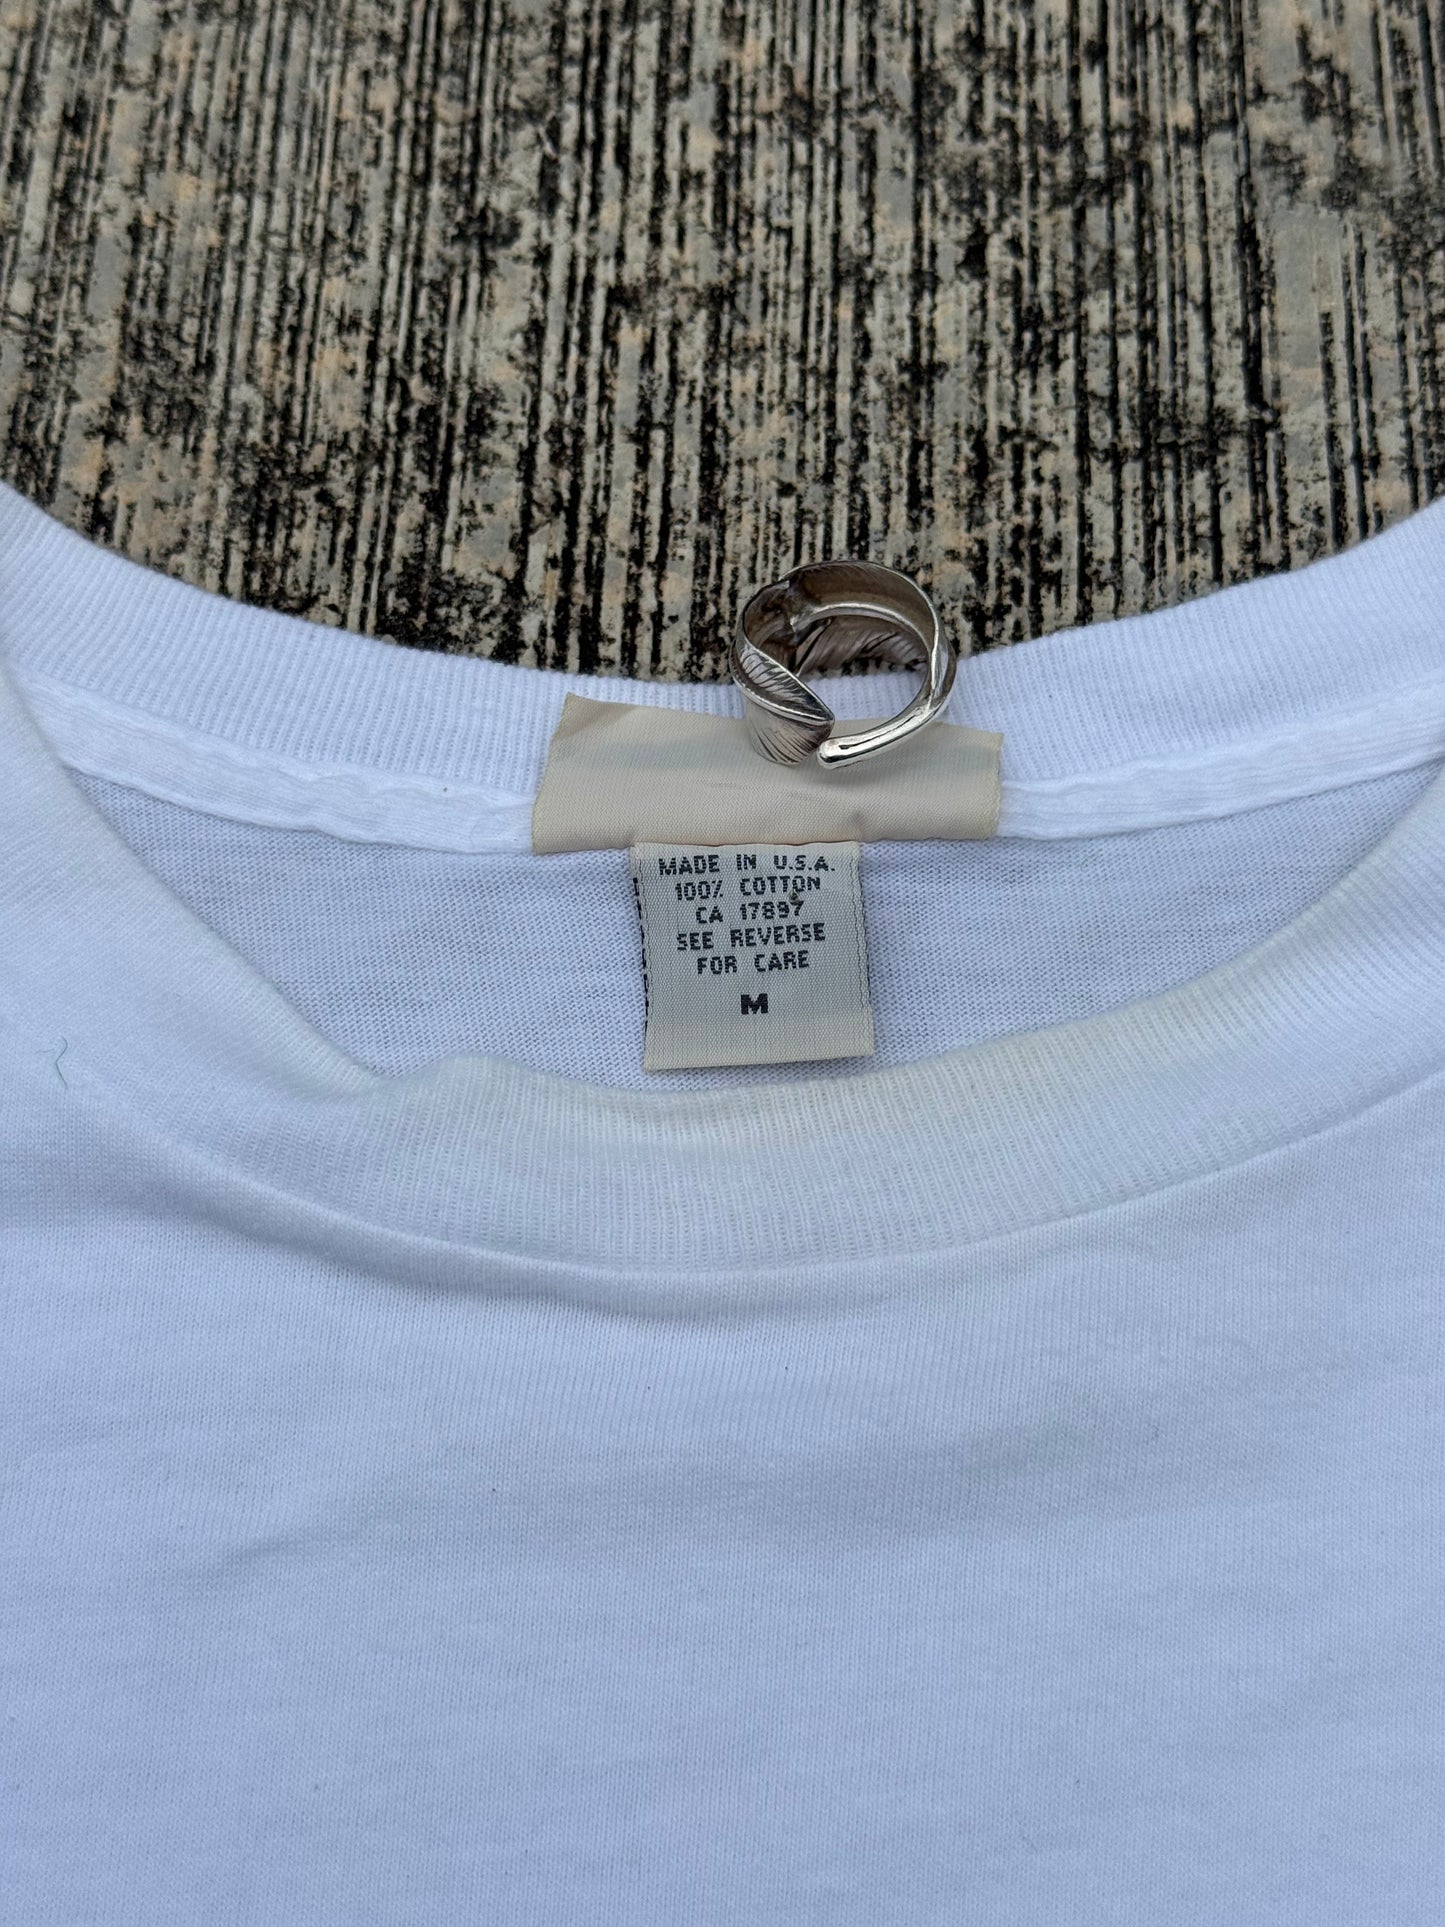 MADE IN U.S.A.
100% COTTON
CA 17897
SEE REVERSE
FOR CARE
M